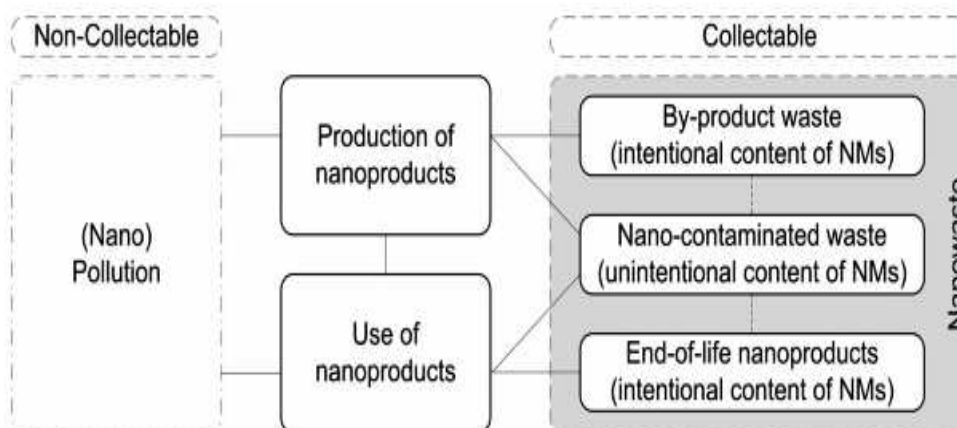 Non-Collectable
Collectable
(Nano)
Pollution
Production of
nanoproducts
Use of
nanoproducts
By-product waste
(intentional content of NMs)
Nano-contaminated waste
(unintentional content of NMs)
End-of-life nanoproducts
(intentional content of NMs)
Nanowaste